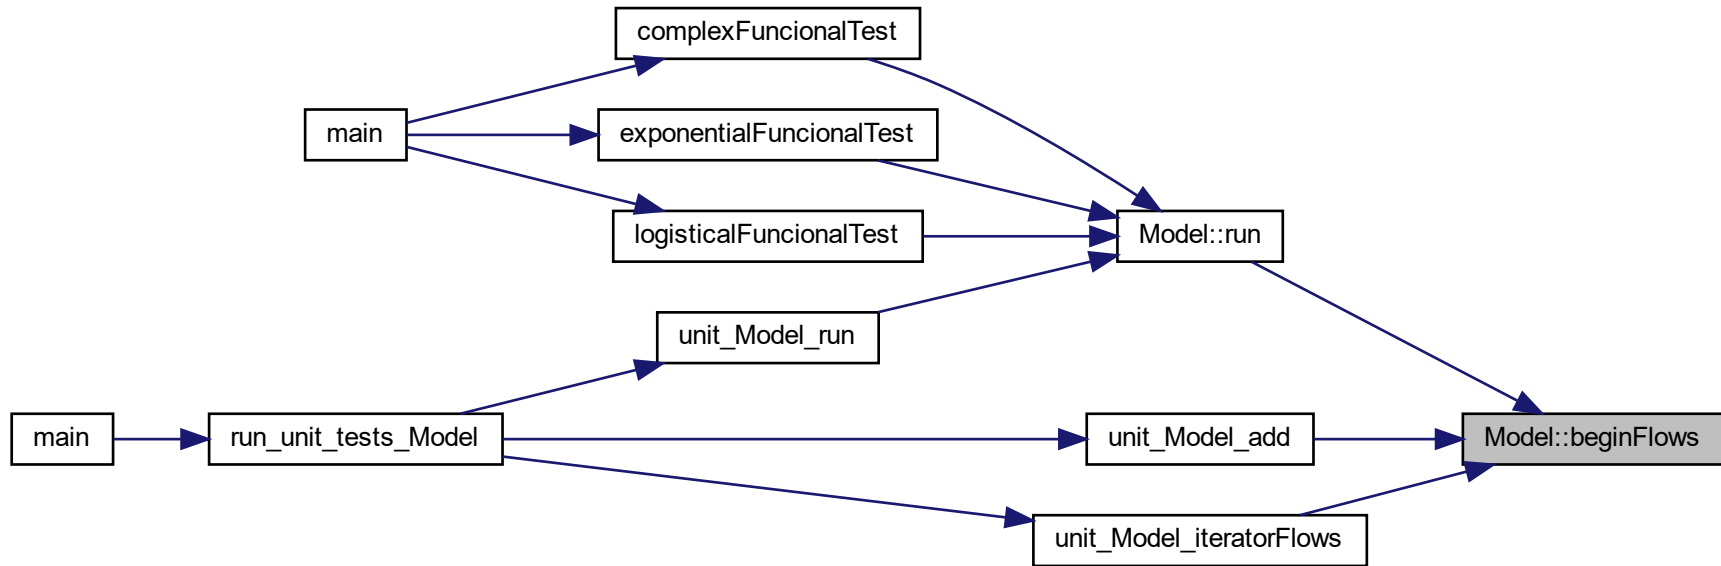 complexFuncionalTest
main
exponentialFuncionalTest
logisticalFuncionalTest
Model::run
unit_Model_run
main
run_unit_tests_Model
unit_Model_add
Model::beginFlows
unit_Model_iteratorFlows